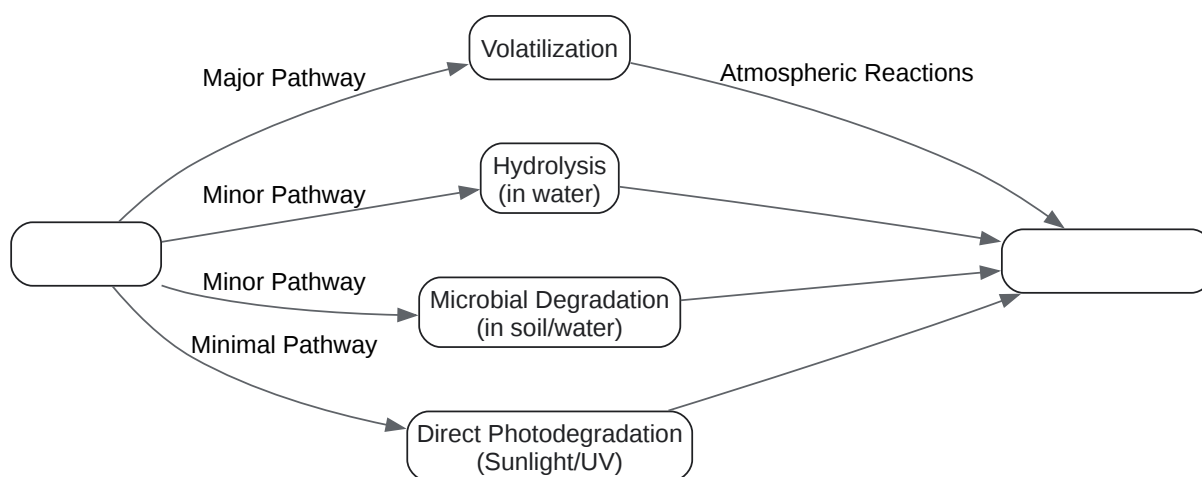 Volatilization
Major Pathway
Atmospheric Reactions
Hydrolysis
(in water)
Minor Pathway
Minor Pathway
Microbial Degradation
(in soil/water)
Minimal Pathway
Direct Photodegradation
(Sunlight/UV)